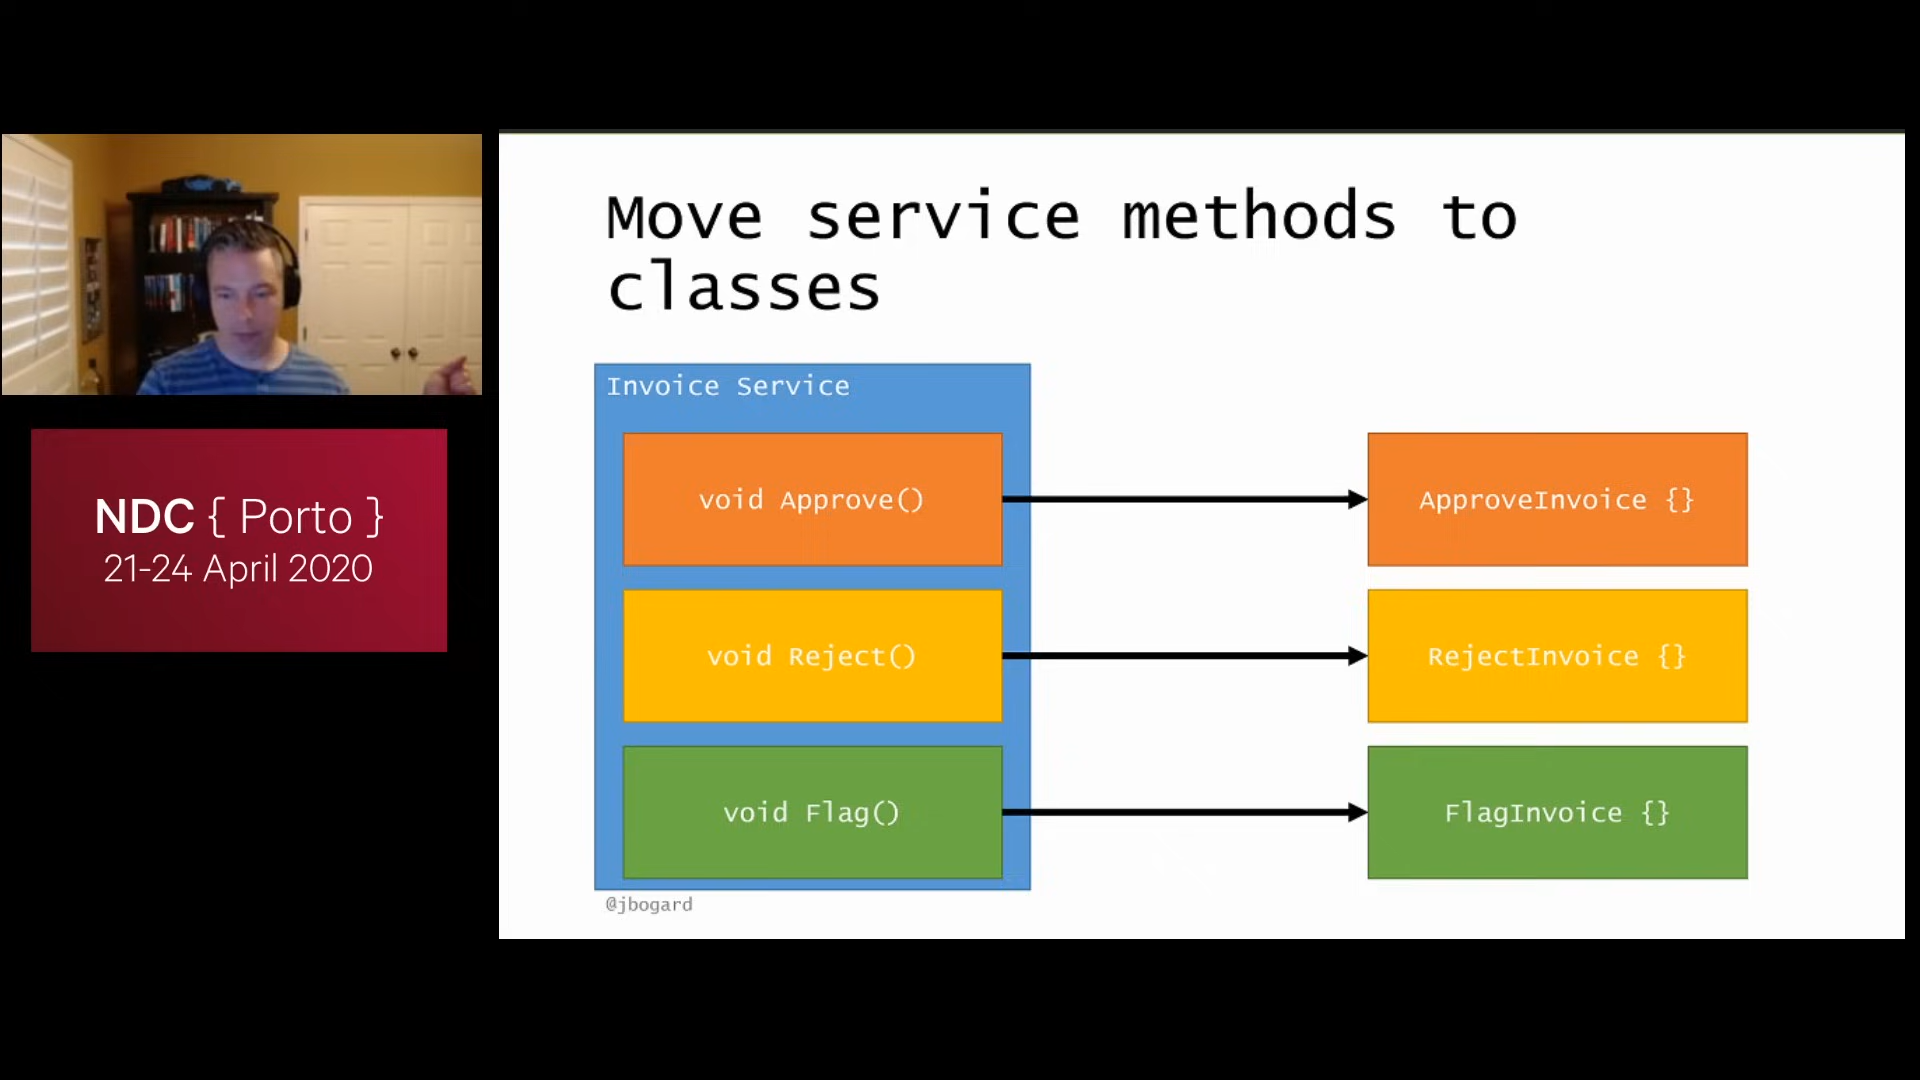 NDC { Porto }
21-24 April 2020
Move service methods to
classes
Invoice Service
void Approve()
ApproveInvoice {}
void Reject()
RejectInvoice {}
void Flag()
FlagInvoice {}
@jbogard